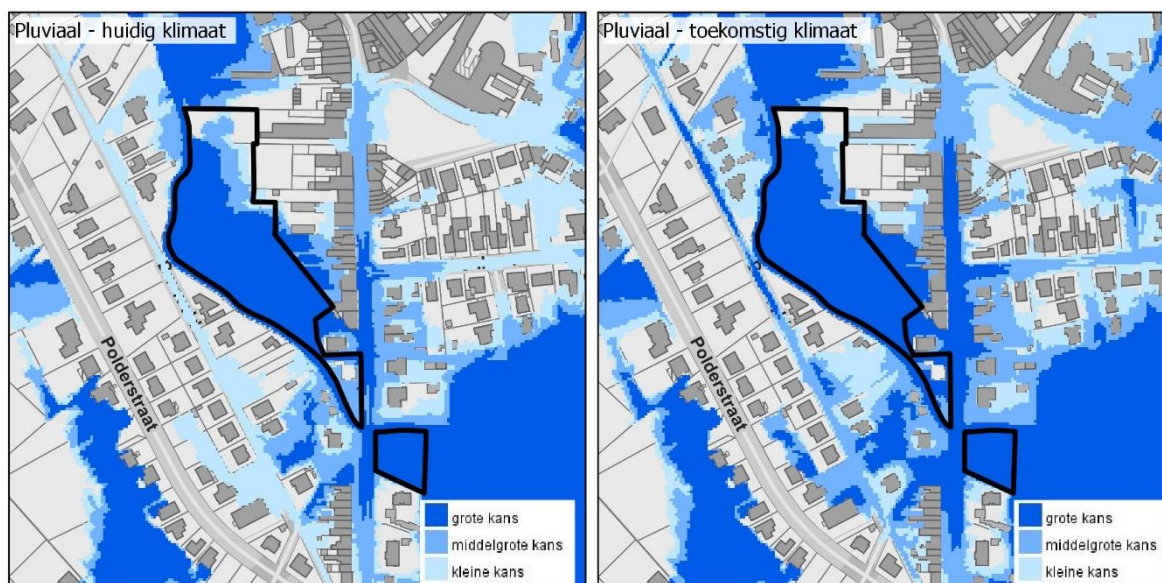 Pluviaal - huidig klimaat
Polderstraat
grote kans
middelgrote kans
kleine kans
Pluviaal - toekomstig klimaat
Polderstraat
grote kans
middelgrote kans
kleine kans